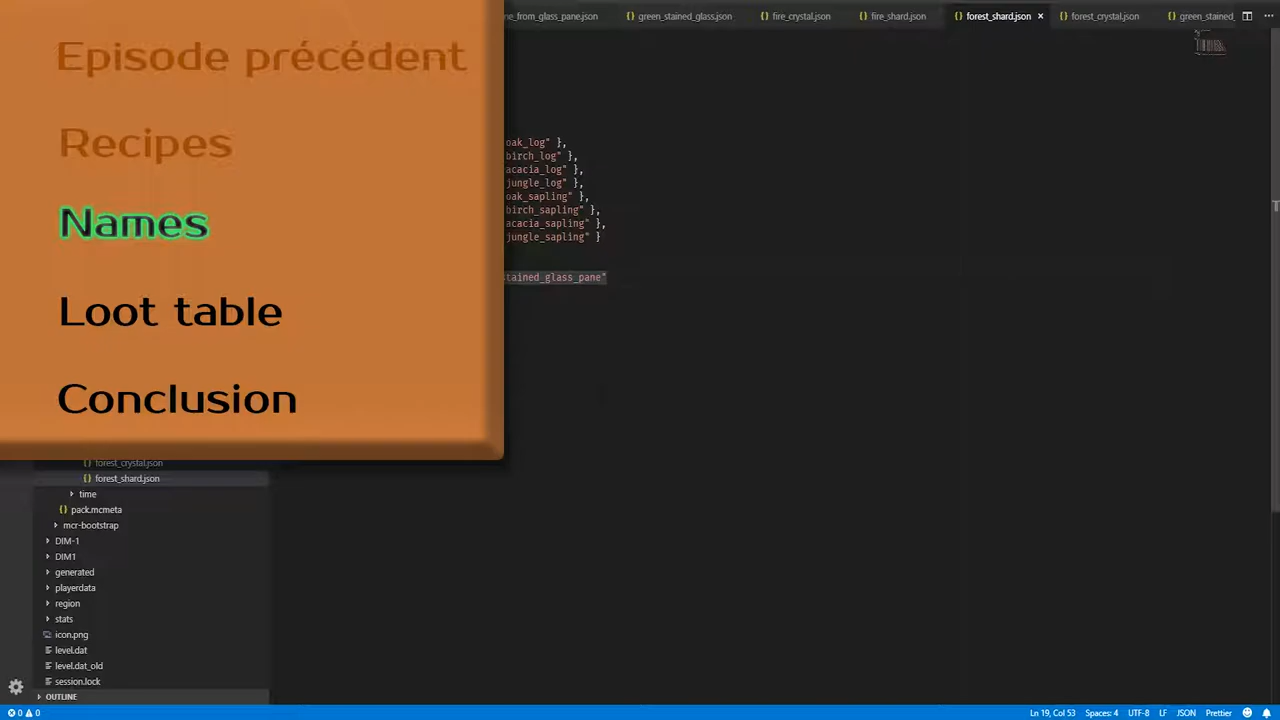 Episode précédent
Recipes
Names
Loot table
Conclusion
ne_from_glass_pane.json
green_stained_glass.json
fire_crystal.json
fire_shard.json
forest_shard.json
forest_crystal.json
green_stained_
oak_log" },
birch_log" },
acacia_log" },
jungle_log" },
oak_sapling" },
birch_sapling" },
acacia_sapling" },
jungle_sapling" }
stained_glass_pane"
forest_crystal.json
forest_shard.json
time
pack.mcmeta
mcr-bootstrap
DIM-1
DIM1
generated
playerdata
region
stats
icon.png
level.dat
level.dat_old
session.lock
OUTLINE
0 0
Ln 19, Col 53 Spaces: 4 UTF-8 LF JSON Prettier